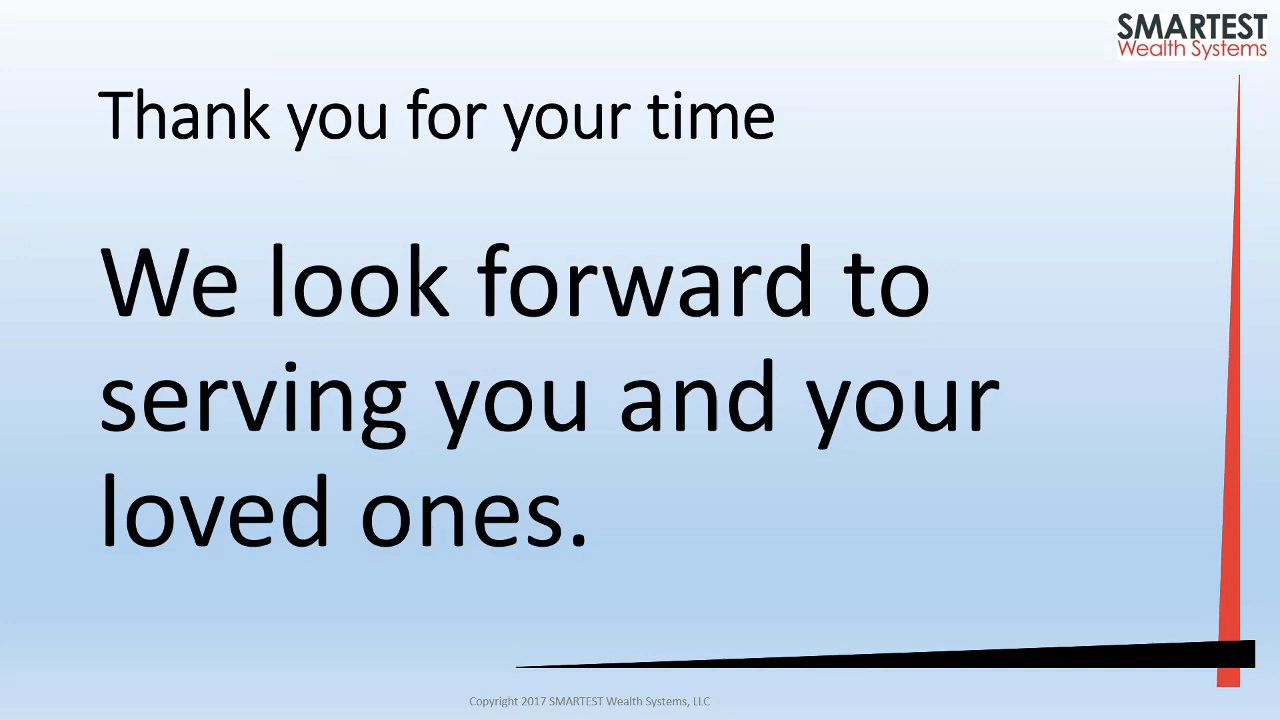 SMARTEST
Wealth Systems
Thank you for your time
We look forward to
serving you and your
loved ones.
Copyright 2017 SMARTEST Wealth Systems, LLC